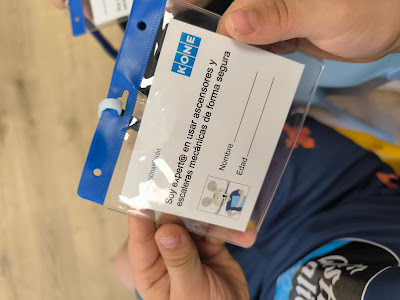 KONE
Soy expert@ en usar ascensores y
escaleras mecánicas de forma segura
Nombre
Edad